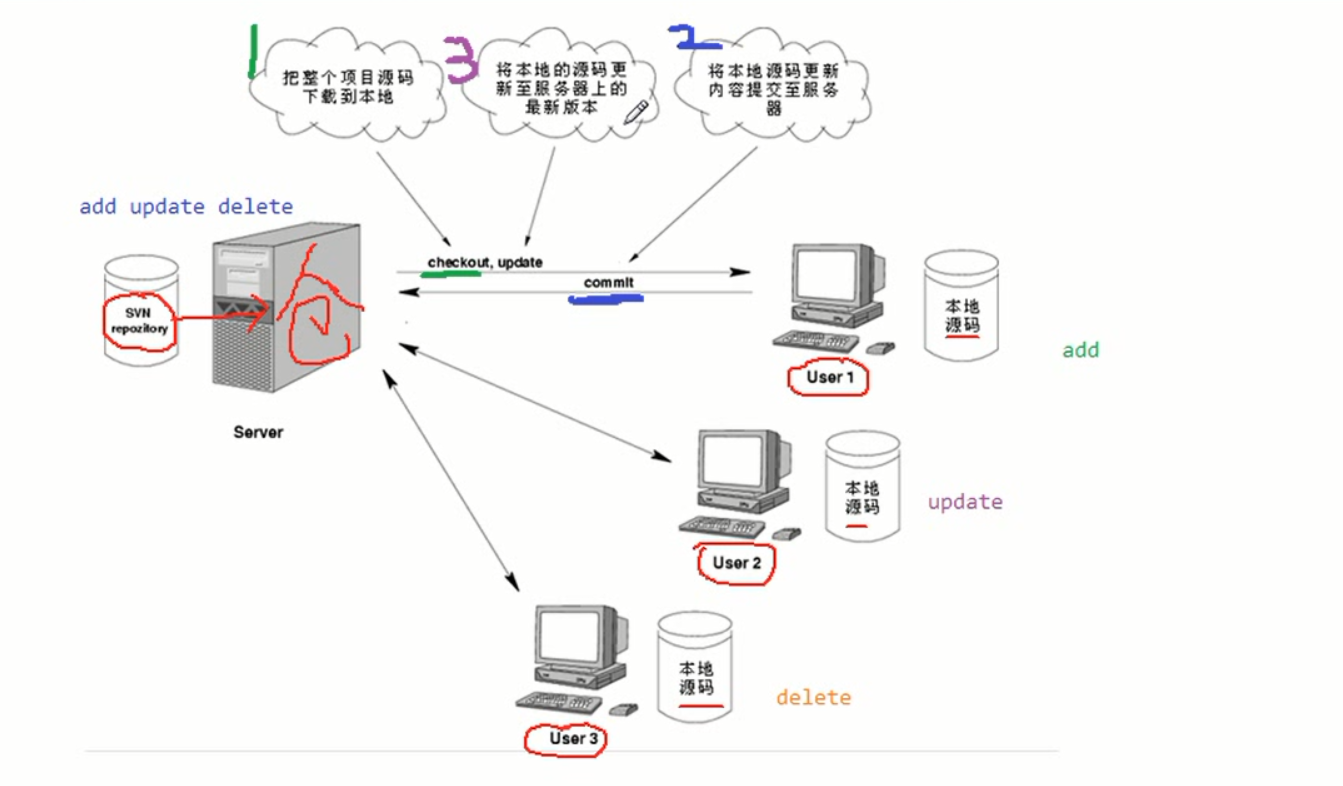 1
把整个项目源码
下载到本地
3
将本地的源码更
新至服务器上的
最新版本
2
将本地源码更新
内容提交至服务
器
add update delete
checkout, update
commit
SVN
repozitory
Server
本地
源码
User 1
add
本地
源码
User 2
update
本地
源码
User 3
delete